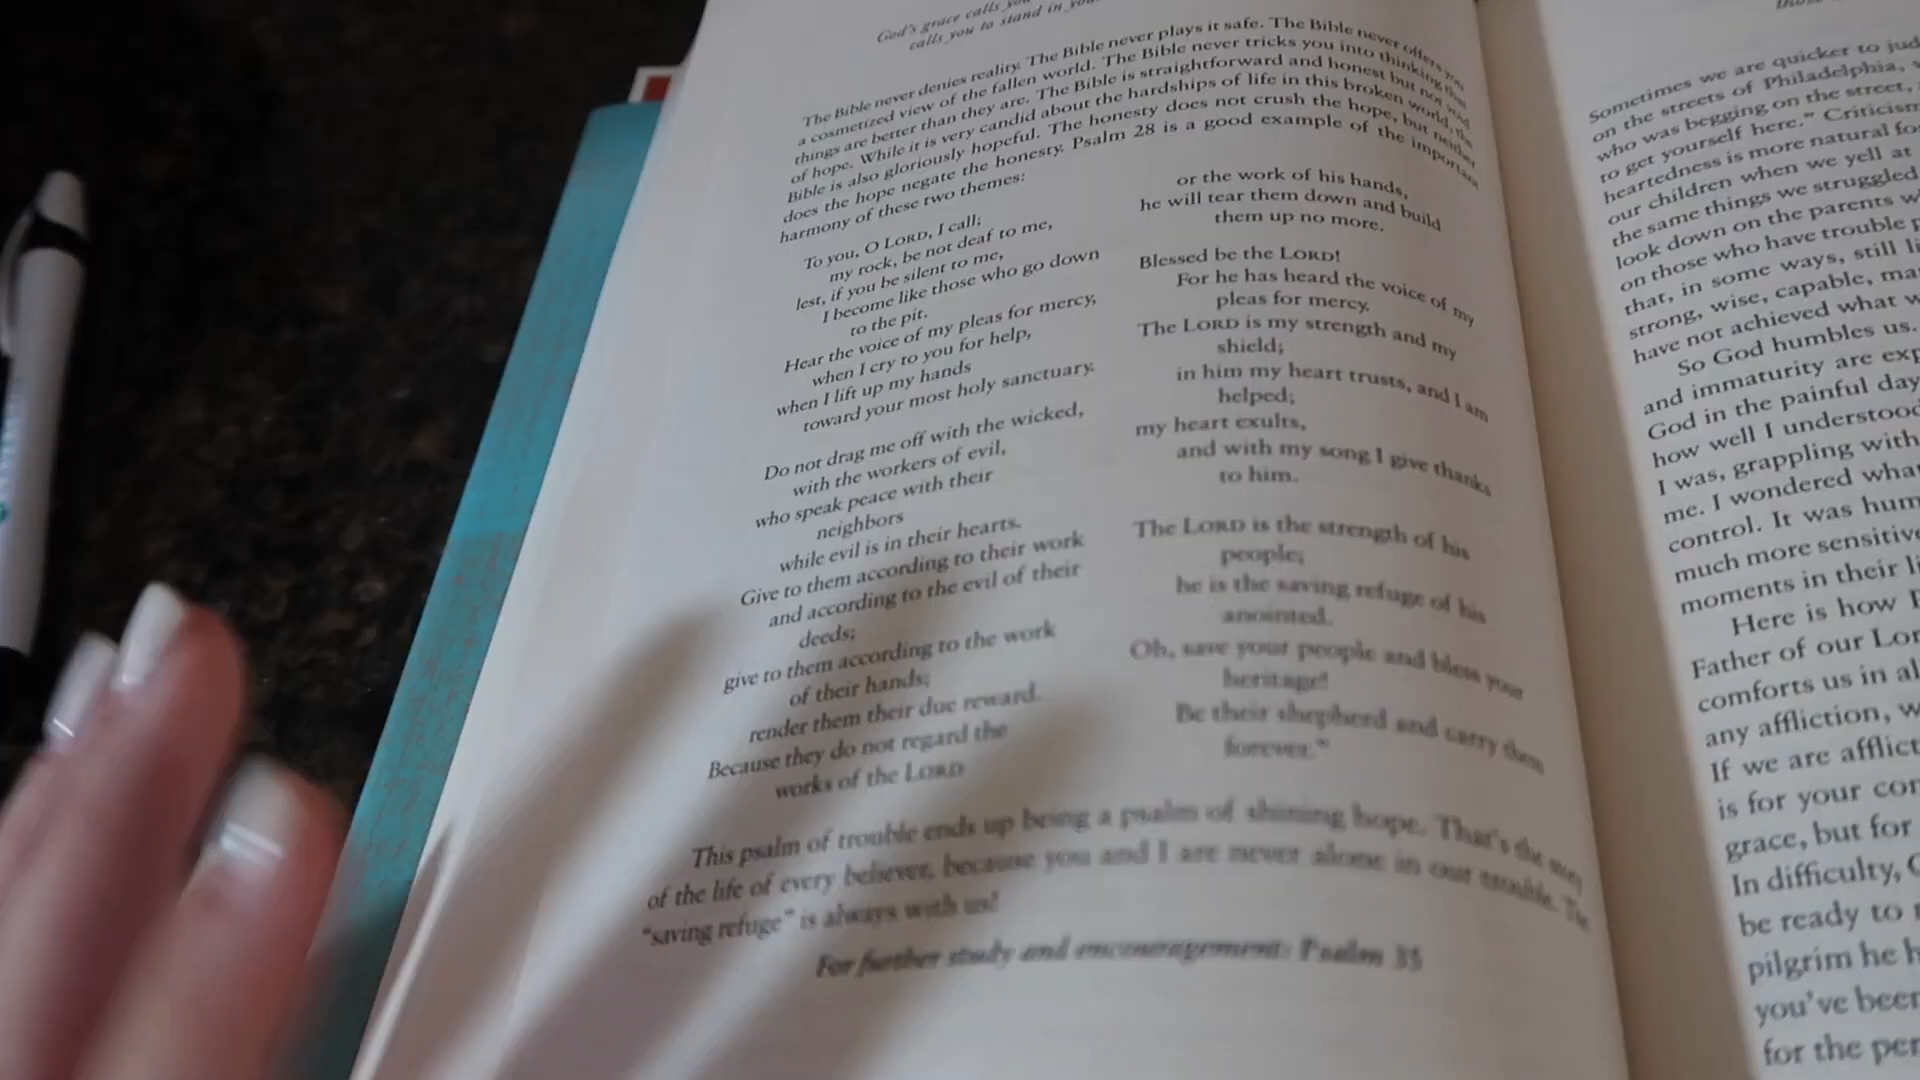 God's grace calls you
calls you to stand in your
The Bible never denies reality. The Bible never plays it safe. The Bible never offers you
a cosmetized view of the fallen world. The Bible never tricks you into thinking that
things are better than they are. The Bible is straightforward and honest but not void
of hope. While it is very candid about the hardships of life in this broken world, the
Bible is also gloriously hopeful. The honesty does not crush the hope, but neither
does the hope negate the honesty. Psalm 28 is a good example of the important
harmony of these two themes:
To you, O LORD, I call;
my rock, be not deaf to me,
lest, if you be silent to me,
I become like those who go down
to the pit.
Hear the voice of my pleas for mercy,
when I cry to you for help,
when I lift up my hands
toward your most holy sanctuary.
Do not drag me off with the wicked,
with the workers of evil,
who speak peace with their
neighbors
while evil is in their hearts.
Give to them according to their work
and according to the evil of their
deeds;
give to them according to the work
of their hands;
render them their due reward.
Because they do not regard the
works of the LORD
or the work of his hands,
he will tear them down and build
them up no more.
Blessed be the LORD!
For he has heard the voice of my
pleas for mercy.
The LORD is my strength and my
shield;
in him my heart trusts, and I am
helped;
my heart exults,
and with my song I give thanks
to him.
The LORD is the strength of his
people;
he is the saving refuge of his
anointed.
Oh, save your people and bless your
heritage!
Be their shepherd and carry them
forever."
This psalm of trouble ends up being a psalm of shining hope. That's the story
of the life of every believer, because you and I are never alone in our trouble. The
"saving refuge" is always with us!
For further study and encouragement: Psalm 35
Sometimes we are quicker to
on the streets of Philadelphia,
who was begging on the street,
to get yourself here." Criticism
heartedness is more natural
our children when we yell at
the same things we struggled
look down on the parents
on those who have trouble
that, in some ways, still
strong, wise, capable,
have not achieved what
So God humbles us.
and immaturity are
God in the painful
how well I understood
I was, grappling with
me. I wondered what
control. It was
much more sensitive
moments in their
Here is how
Father of our
comforts us in
any affliction,
If we are
is for your
grace, but for
In difficulty,
be ready to
pilgrim he
you've been
for the